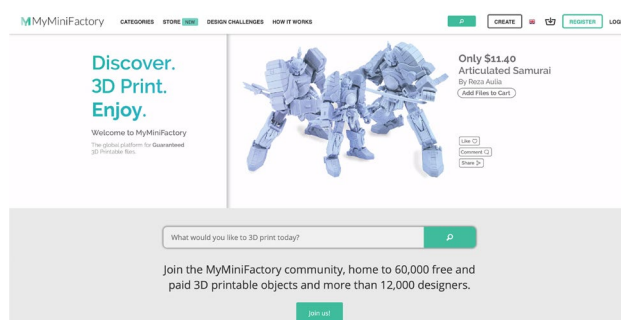 MyMiniFactory
CATEGORIES STORE NEW DESIGN CHALLENGES HOW IT WORKS
CREATE
REGISTER
LOG
Discover.
3D Print.
Enjoy.
Welcome to MyMiniFactory
The global platform for Guaranteed
3D Printable files.
Only $11.40
Articulated Samurai
By Reza Aulia
Add Files to Cart
Like
Comment
Share
What would you like to 3D print today?
Join the MyMiniFactory community, home to 60,000 free and
paid 3D printable objects and more than 12,000 designers.
Join us!